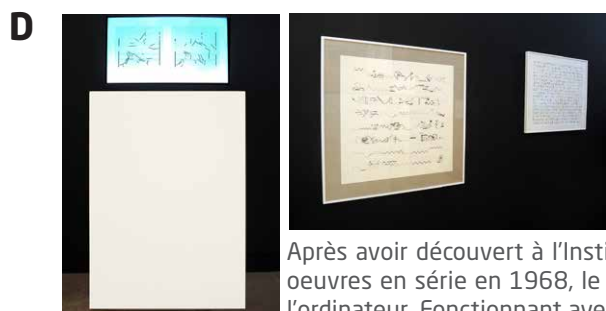 D
Après avoir découvert à l'Insti
oeuvres en série en 1968, le
l'ordinateur. Fonctionnant ave